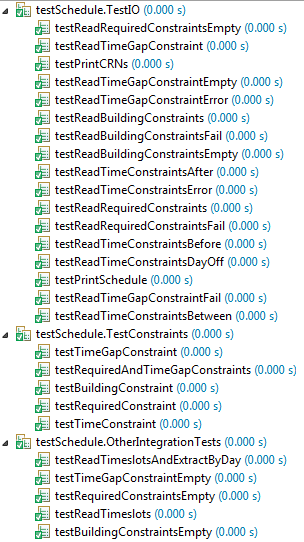 testSchedule.TestIO (0.000 s)
testReadRequiredConstraintsEmpty (0.000 s)
testReadTimeGapConstraint (0.000 s)
testPrintCRNs (0.000 s)
testReadTimeGapConstraintEmpty (0.000 s)
testReadTimeGapConstraintError (0.000 s)
testReadBuildingConstraints (0.000 s)
testReadBuildingConstraintsFail (0.000 s)
testReadBuildingConstraintsEmpty (0.000 s)
testReadTimeConstraintsAfter (0.000 s)
testReadTimeConstraintsError (0.000 s)
testReadRequiredConstraints (0.000 s)
testReadRequiredConstraintsFail (0.000 s)
testReadTimeConstraintsBefore (0.000 s)
testReadTimeConstraintsDayOff (0.000 s)
testPrintSchedule (0.000 s)
testReadTimeGapConstraintFail (0.000 s)
testReadTimeConstraintsBetween (0.000 s)
testSchedule.TestConstraints (0.000 s)
testTimeGapConstraint (0.000 s)
testRequiredAndTimeGapConstraints (0.000 s)
testBuildingConstraint (0.000 s)
testRequiredConstraint (0.000 s)
testTimeConstraint (0.000 s)
testSchedule.OtherIntegrationTests (0.000 s)
testReadTimeslotsAndExtractByDay (0.000 s)
testTimeGapConstraintEmpty (0.000 s)
testRequiredConstraintsEmpty (0.000 s)
testReadTimeslots (0.000 s)
testBuildingConstraintsEmpty (0.000 s)